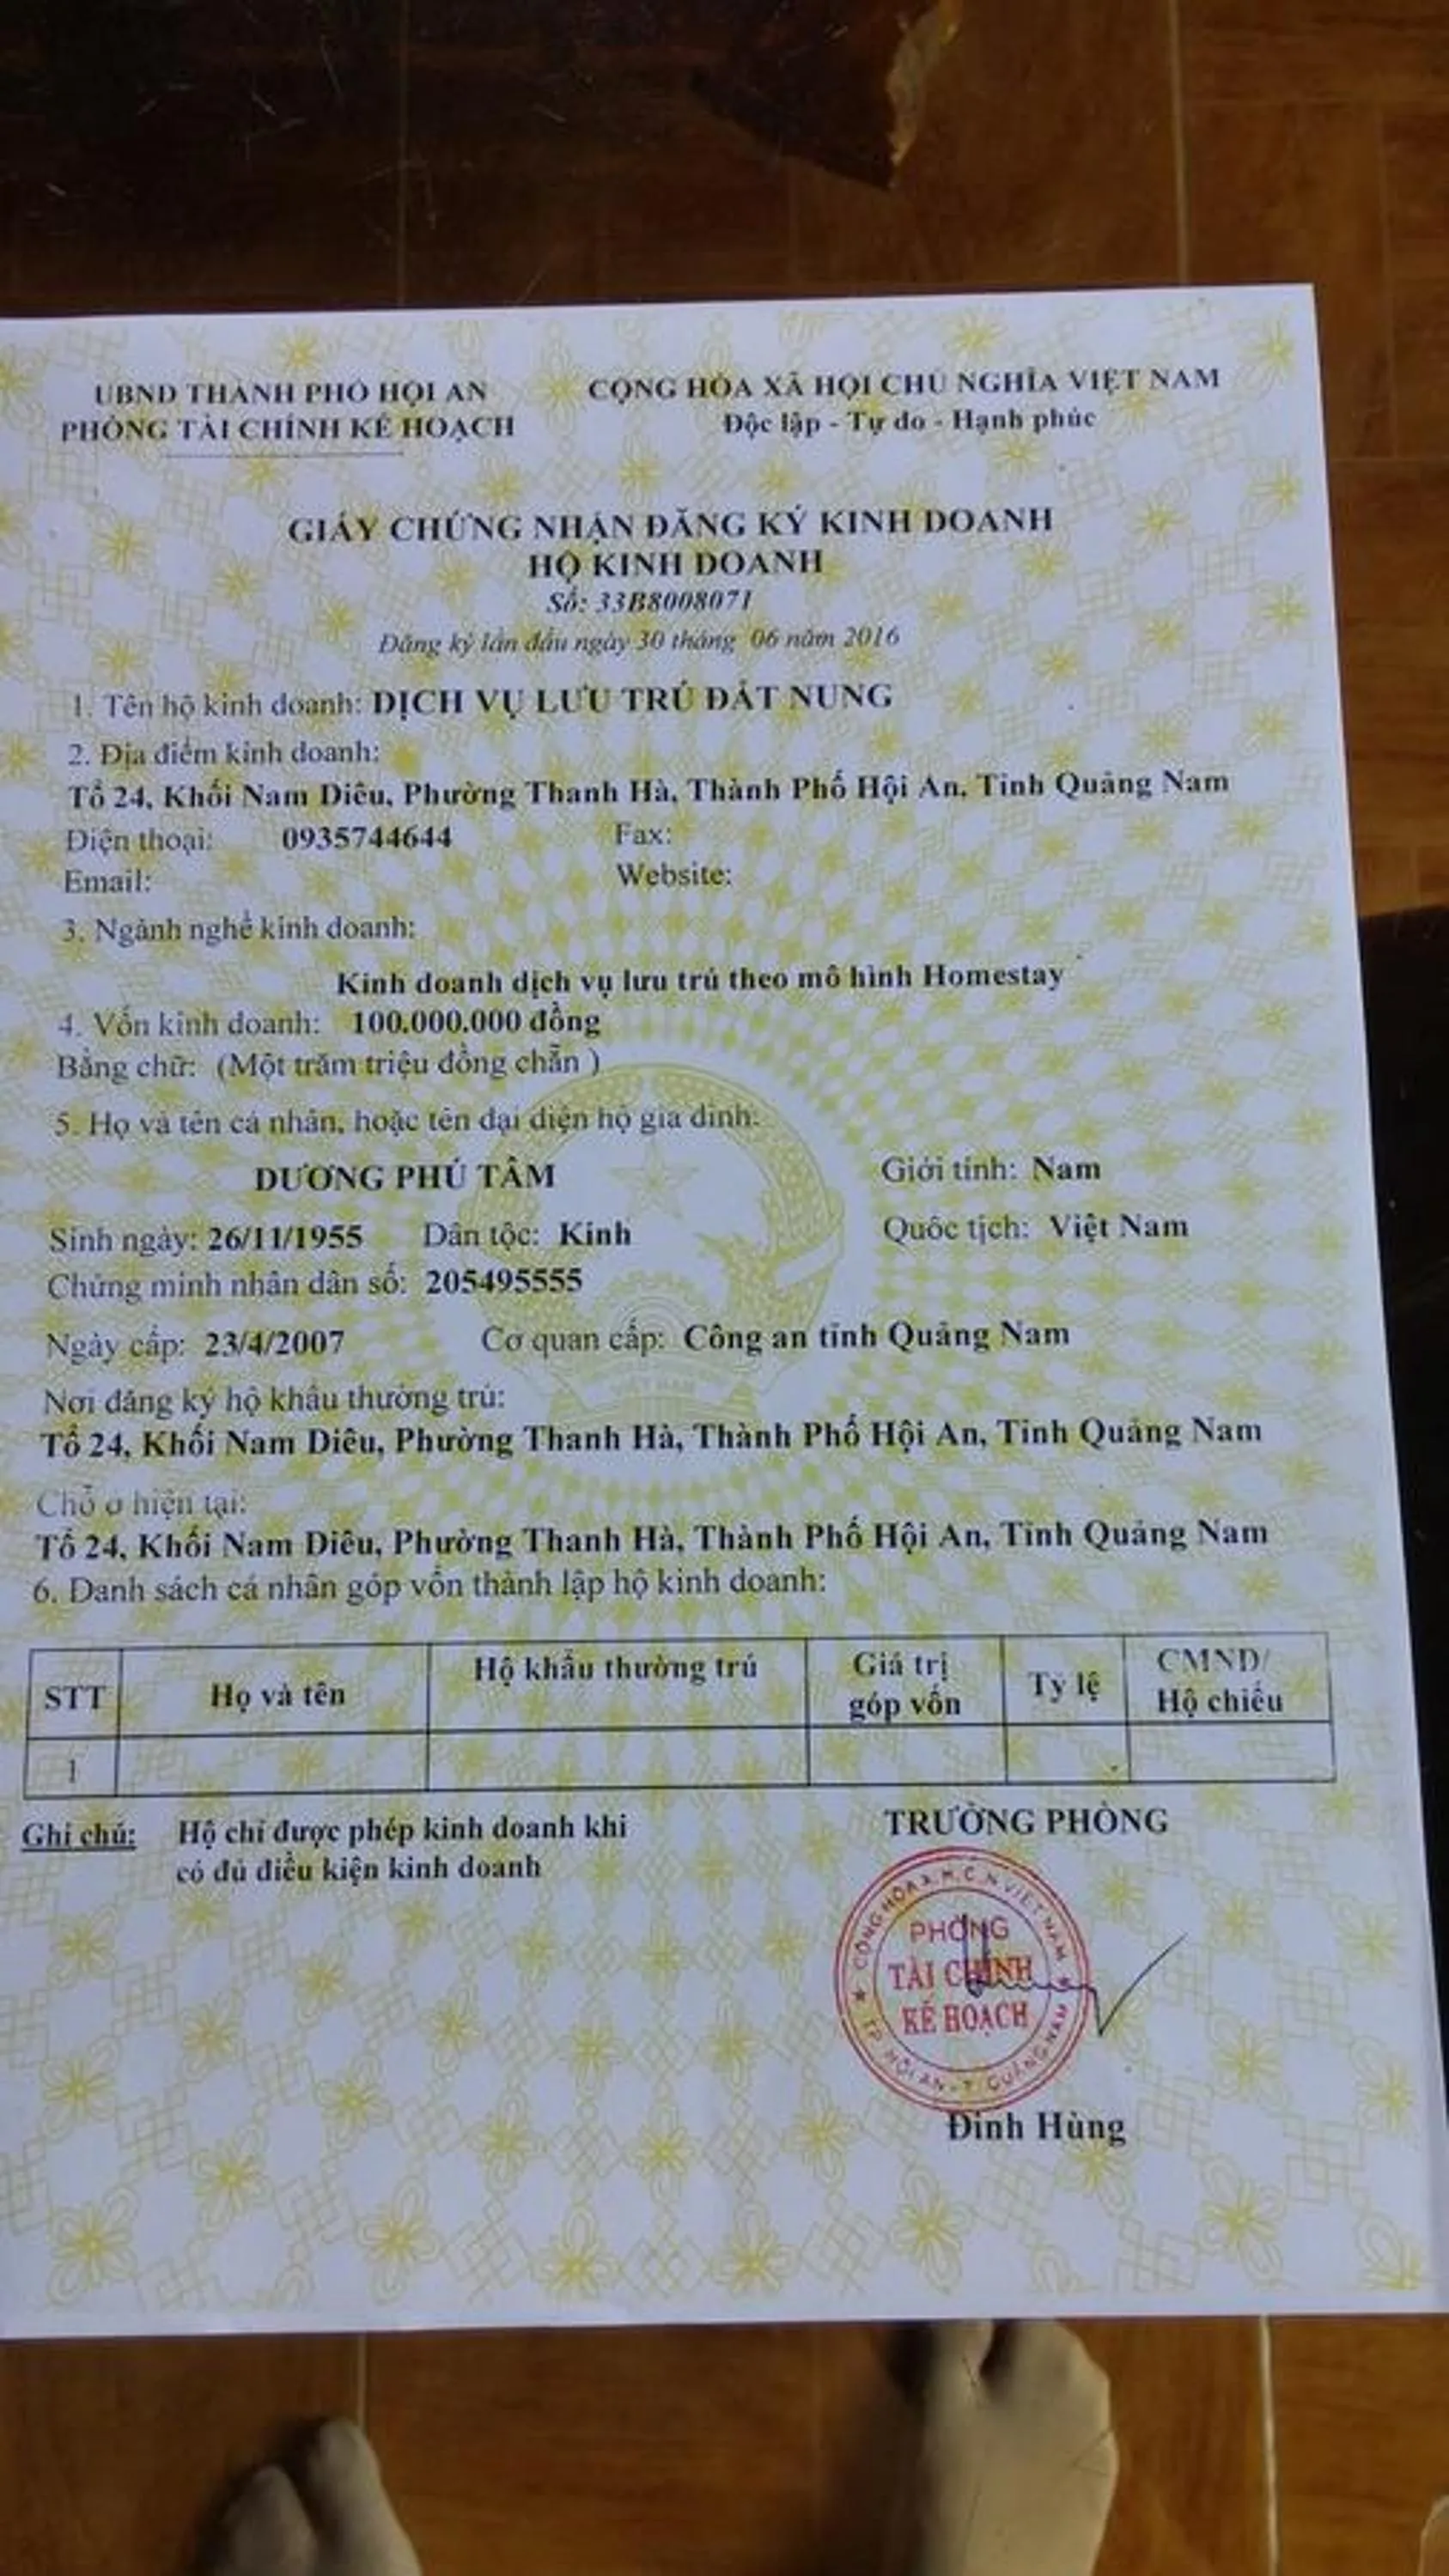 UBND THÀNH PHỐ HỘI AN
PHÒNG TÀI CHÍNH KẾ HOẠCH
CỘNG HÒA XÃ HỘI CHỦ NGHĨA VIỆT NAM
Độc lập - Tự do - Hạnh phúc
GIẤY CHỨNG NHẬN ĐĂNG KÝ KINH DOANH
HỘ KINH DOANH
Số: 33B8008071
Đăng ký lần đầu ngày 30 tháng 06 năm 2016
1. Tên hộ kinh doanh: DỊCH VỤ LƯU TRÚ ĐẤT NUNG
2. Địa điểm kinh doanh:
Tổ 24, Khối Nam Diêu, Phường Thanh Hà, Thành Phố Hội An, Tỉnh Quảng Nam
Điện thoại: 0935744644 Fax:
Email: Website:
3. Ngành nghề kinh doanh:
Kinh doanh dịch vụ lưu trú theo mô hình Homestay
4. Vốn kinh doanh: 100.000.000 đồng
Bằng chữ: (Một trăm triệu đồng chẵn )
5. Họ và tên cá nhân, hoặc tên đại diện hộ gia đình:
DƯƠNG PHÚ TÂM Giới tính: Nam
Sinh ngày: 26/11/1955 Dân tộc: Kinh Quốc tịch: Việt Nam
Chứng minh nhân dân số: 205495555
Ngày cấp: 23/4/2007 Cơ quan cấp: Công an tỉnh Quảng Nam
Nơi đăng ký hộ khẩu thường trú:
Tổ 24, Khối Nam Diêu, Phường Thanh Hà, Thành Phố Hội An, Tỉnh Quảng Nam
Chỗ ở hiện tại:
Tổ 24, Khối Nam Diêu, Phường Thanh Hà, Thành Phố Hội An, Tỉnh Quảng Nam
6. Danh sách cá nhân góp vốn thành lập hộ kinh doanh:
STT Họ và tên Hộ khẩu thường trú Giá trị góp vốn Tỷ lệ CMND/ Hộ chiếu
1
Ghi chú: Hộ chỉ được phép kinh doanh khi
có đủ điều kiện kinh doanh
TRƯỞNG PHÒNG
CỘNG HÒA X.H.C.N VIỆT NAM
PHÒNG
TÀI CHÍNH
KẾ HOẠCH
TP. HỘI AN - T. QUẢNG NAM
Đinh Hùng